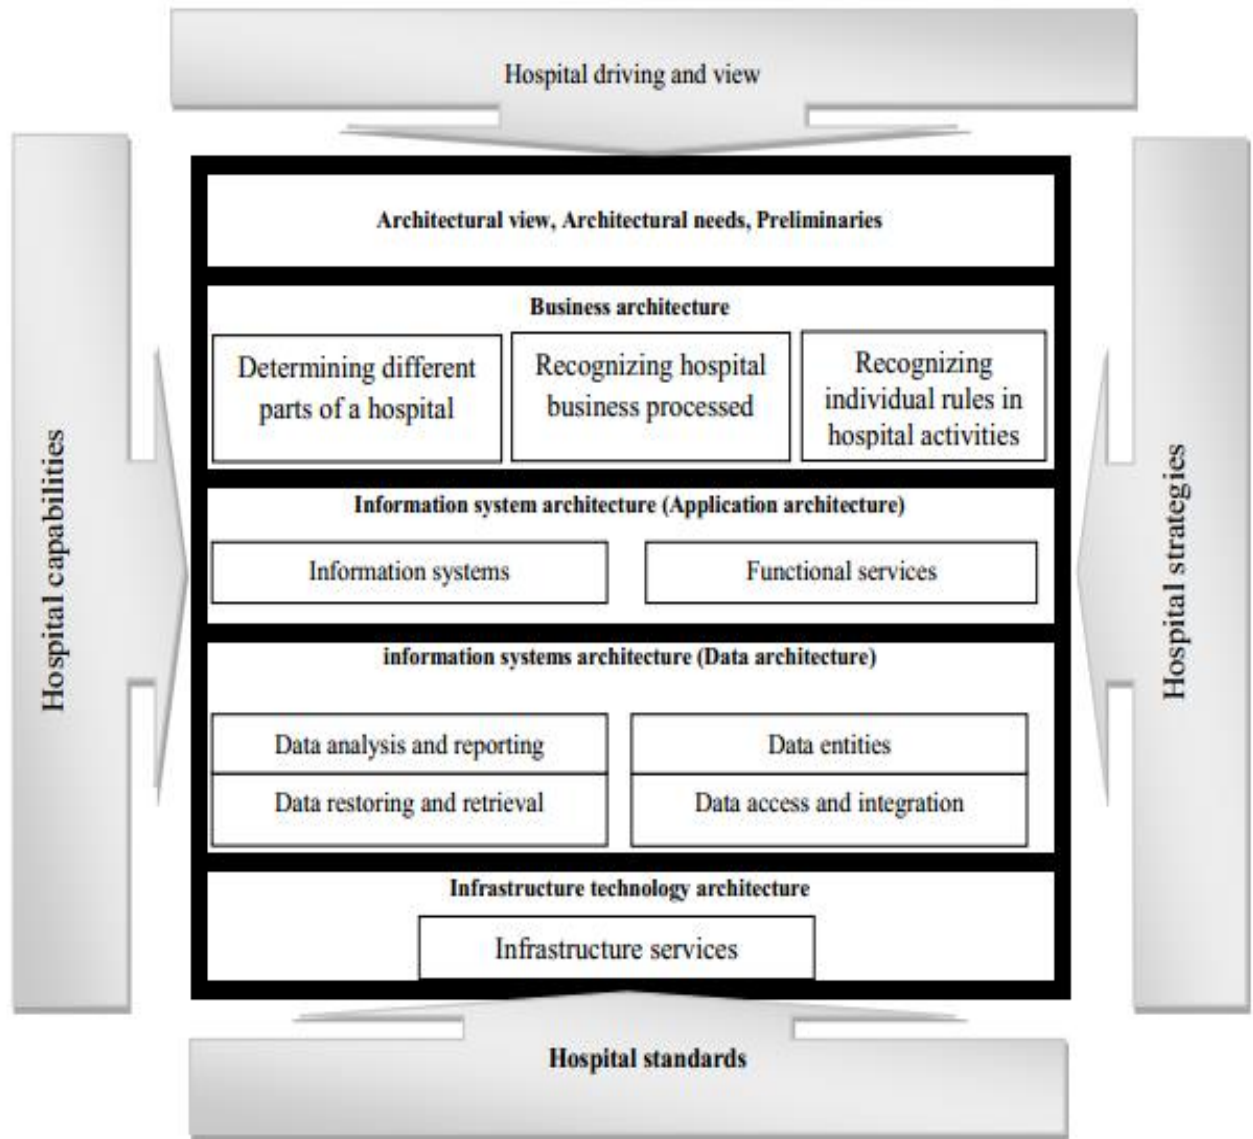 Hospital driving and view
Architectural view, Architectural needs, Preliminaries
Business architecture
Determining different
parts of a hospital
Recognizing hospital
business processed
Recognizing
individual rules in
hospital activities
Information system architecture (Application architecture)
Information systems
Functional services
information systems architecture (Data architecture)
Data analysis and reporting
Data entities
Data restoring and retrieval
Data access and integration
Infrastructure technology architecture
Infrastructure services
Hospital capabilities
Hospital strategies
Hospital standards